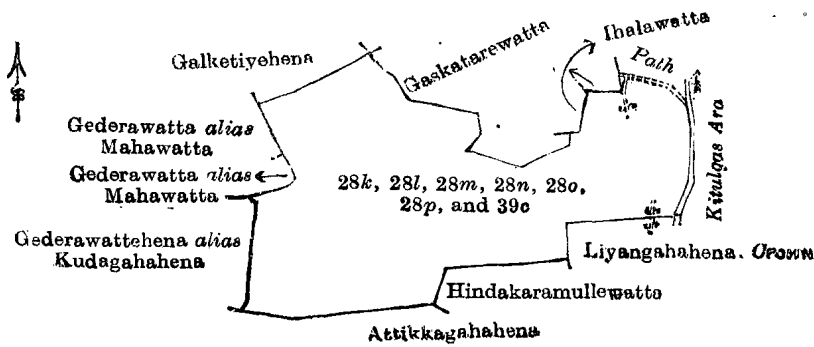 Ihalawatta
Gaskatarewatta
Path
Galketiyehena
Gederawatta alias
Mahawatta
Gederawatta alias
Mahawatta
28k, 28l, 28m, 28n, 28o,
28p, and 39c
Kitulgas Ara
Gederawattehena alias
Kudagahahena
Liyangahahena. Crown
Hindakaramullewatto
Attikkagahahena